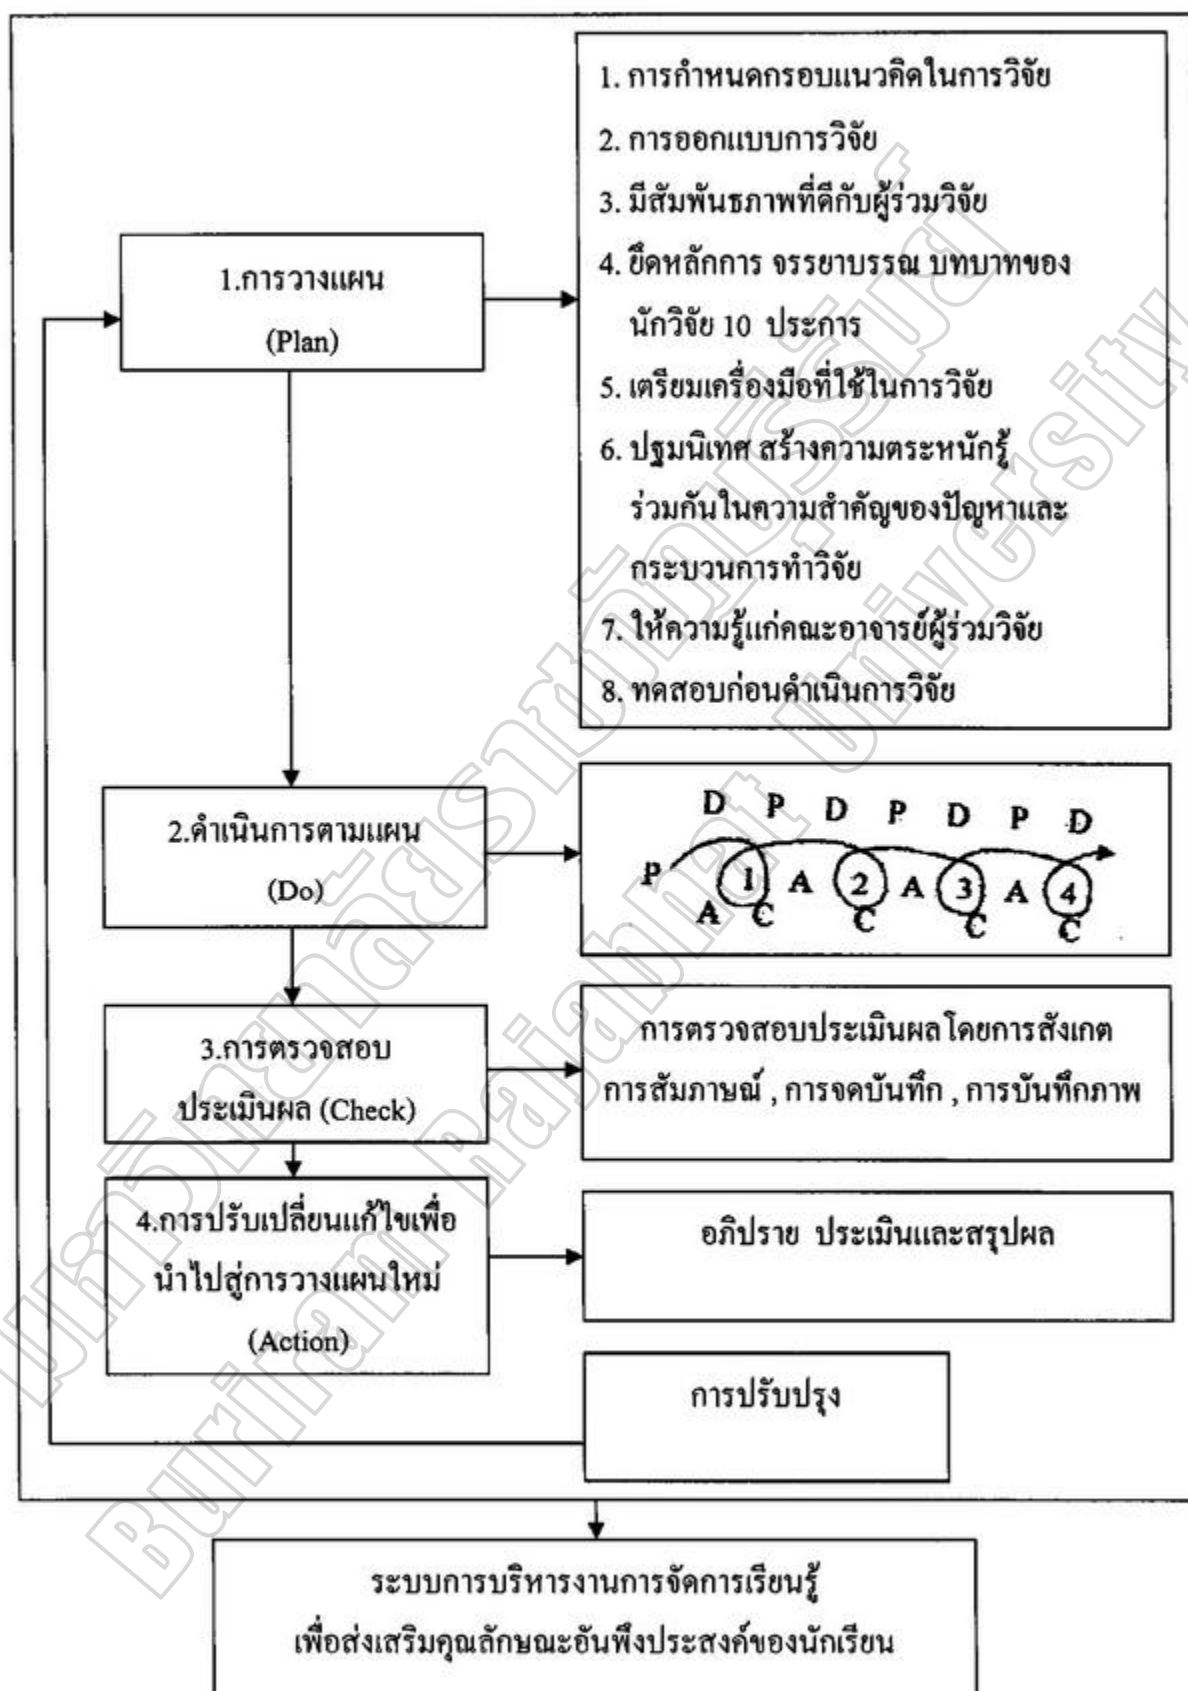 1. การกำหนดกรอบแนวคิดในการวิจัย
2. การออกแบบการวิจัย
3. มีสัมพันธภาพที่ดีกับผู้ร่วมวิจัย
4. ยึดหลักการ จรรยาบรรณ บทบาทของ
นักวิจัย 10 ประการ
5. เตรียมเครื่องมือที่ใช้ในการวิจัย
6. ปฐมนิเทศ สร้างความตระหนักรู้
ร่วมกันในความสำคัญของปัญหาและ
กระบวนการทำวิจัย
7. ให้ความรู้แก่คณะอาจารย์ผู้ร่วมวิจัย
8. ทดสอบก่อนดำเนินการวิจัย
1.การวางแผน
(Plan)
2.ดำเนินการตามแผน
(Do)
D P D P D P D
P 1 A 2 A 3 A 4
A C C C C
3.การตรวจสอบ
ประเมินผล (Check)
การตรวจสอบประเมินผลโดยการสังเกต
การสัมภาษณ์ , การจดบันทึก , การบันทึกภาพ
4.การปรับเปลี่ยนแก้ไขเพื่อ
นำไปสู่การวางแผนใหม่
(Action)
อภิปราย ประเมินและสรุปผล
การปรับปรุง
ระบบการบริหารงานการจัดการเรียนรู้
เพื่อส่งเสริมคุณลักษณะอันพึงประสงค์ของนักเรียน
มหาวิทยาลัยราชภัฏบุรีรัมย์
Buriram Rajabhat University